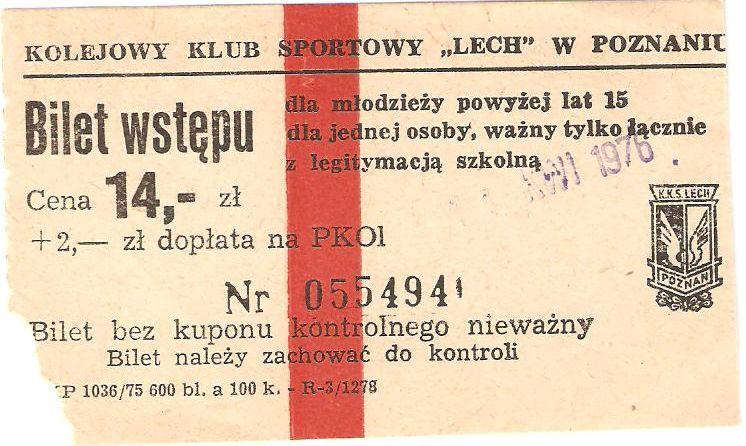 KOLEJOWY KLUB SPORTOWY „LECH” W POZNANIU
Bilet wstępu
dla młodzieży powyżej lat 15
dla jednej osoby, ważny tylko łącznie
z legitymacją szkolną
KWI 1976
Cena 14,- zł
+2,— zł dopłata na PKOl
K.K.S. LECH
POZNAŃ
Nr 055494
Bilet bez kuponu kontrolnego nieważny
Bilet należy zachować do kontroli
KP 1036/75 600 bl. a 100 k. - R-3/1278